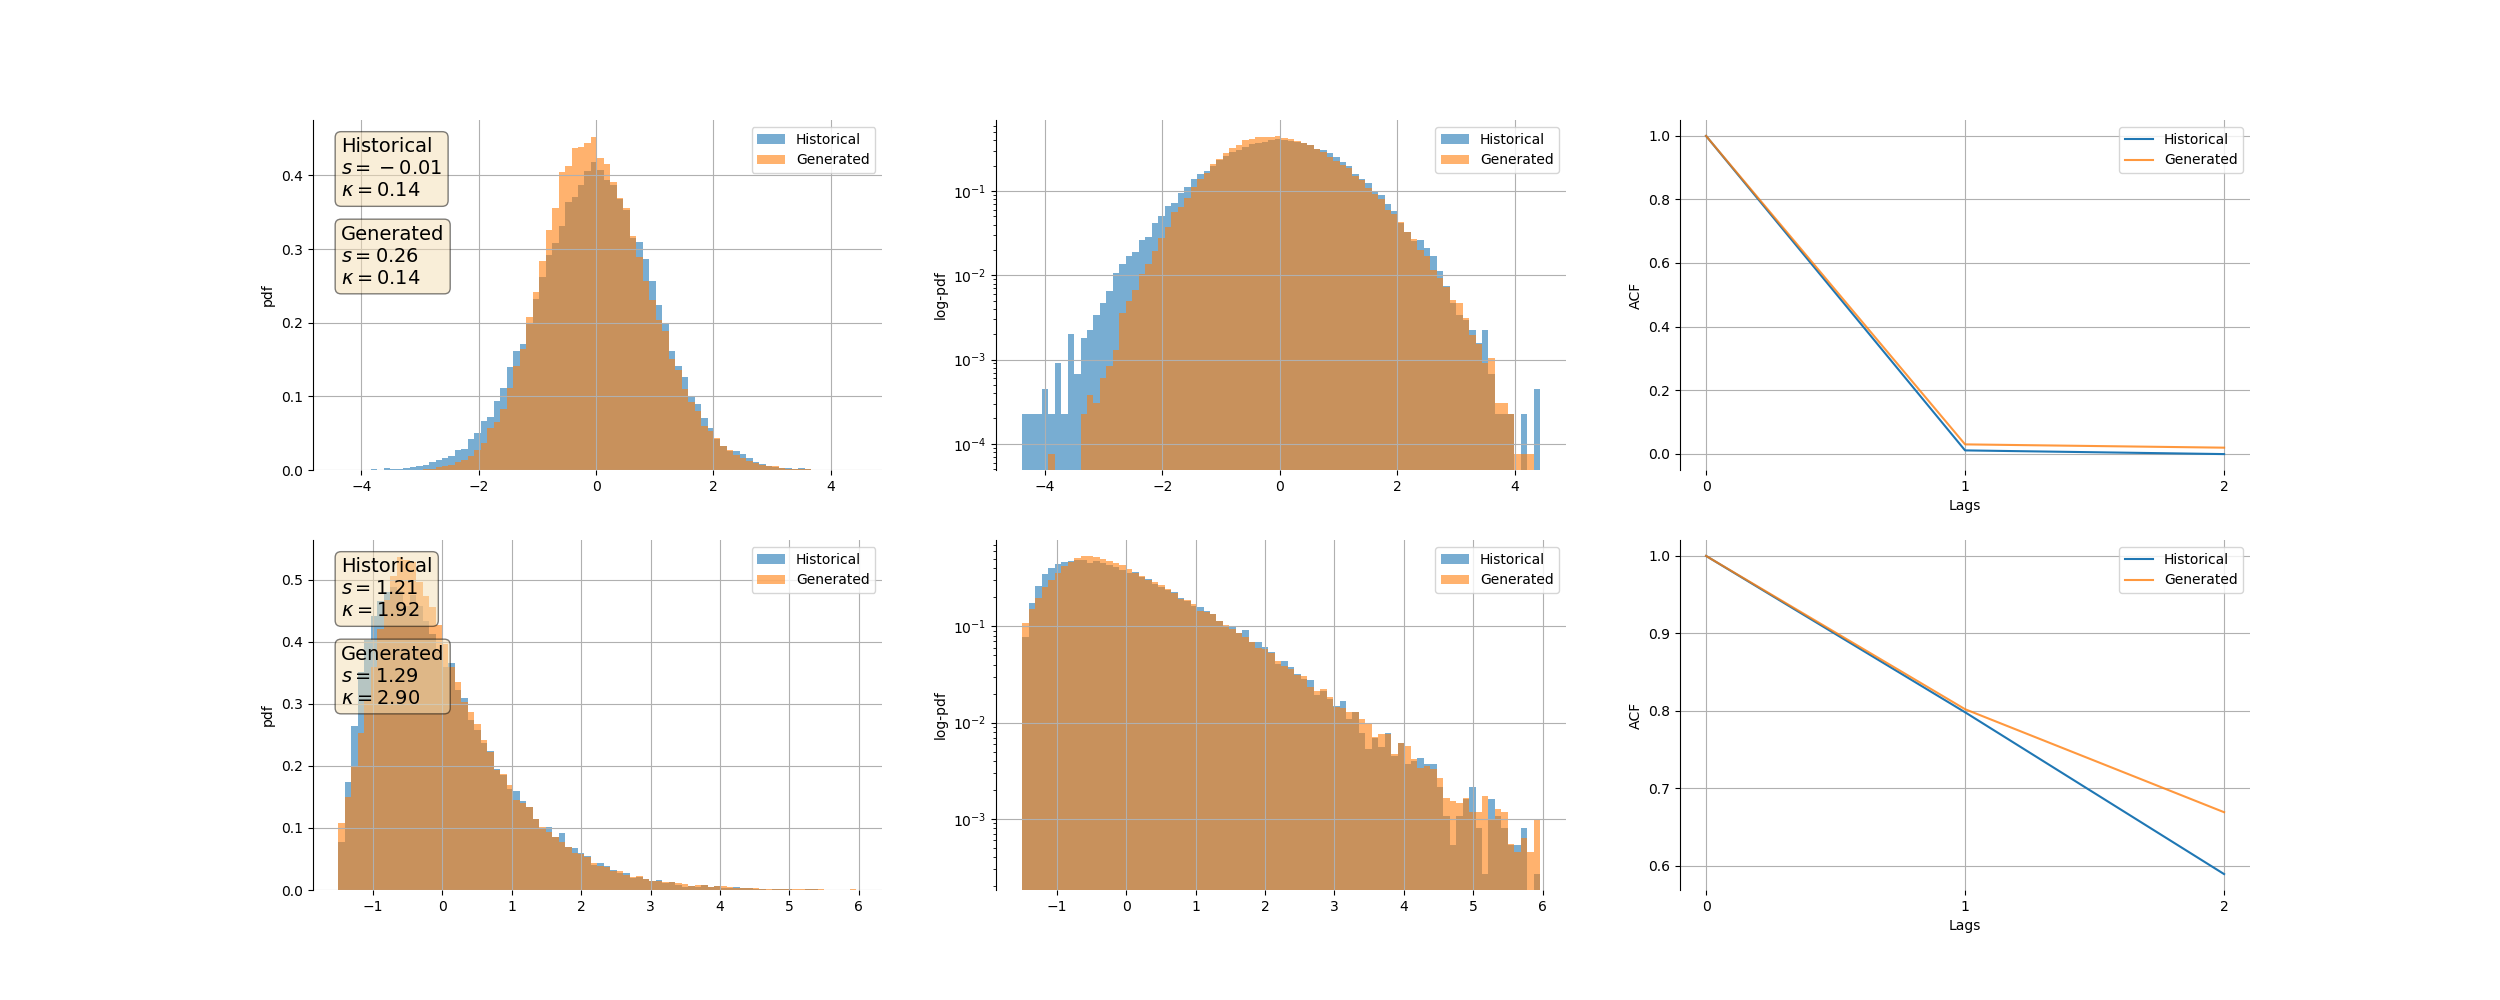 Historical
s = −0.01
κ = 0.14
Generated
s = 0.26
κ = 0.14
Historical
Generated
pdf
0.4
0.3
0.2
0.1
0.0
−4 −2 0 2 4
Historical
Generated
log-pdf
10⁻¹
10⁻²
10⁻³
10⁻⁴
−4 −2 0 2 4
Historical
Generated
ACF
1.0
0.8
0.6
0.4
0.2
0.0
0 1 2
Lags
Historical
s = 1.21
κ = 1.92
Generated
s = 1.29
κ = 2.90
Historical
Generated
pdf
0.5
0.4
0.3
0.2
0.1
0.0
−1 0 1 2 3 4 5 6
Historical
Generated
log-pdf
10⁻¹
10⁻²
10⁻³
−1 0 1 2 3 4 5 6
Historical
Generated
ACF
1.0
0.9
0.8
0.7
0.6
0 1 2
Lags